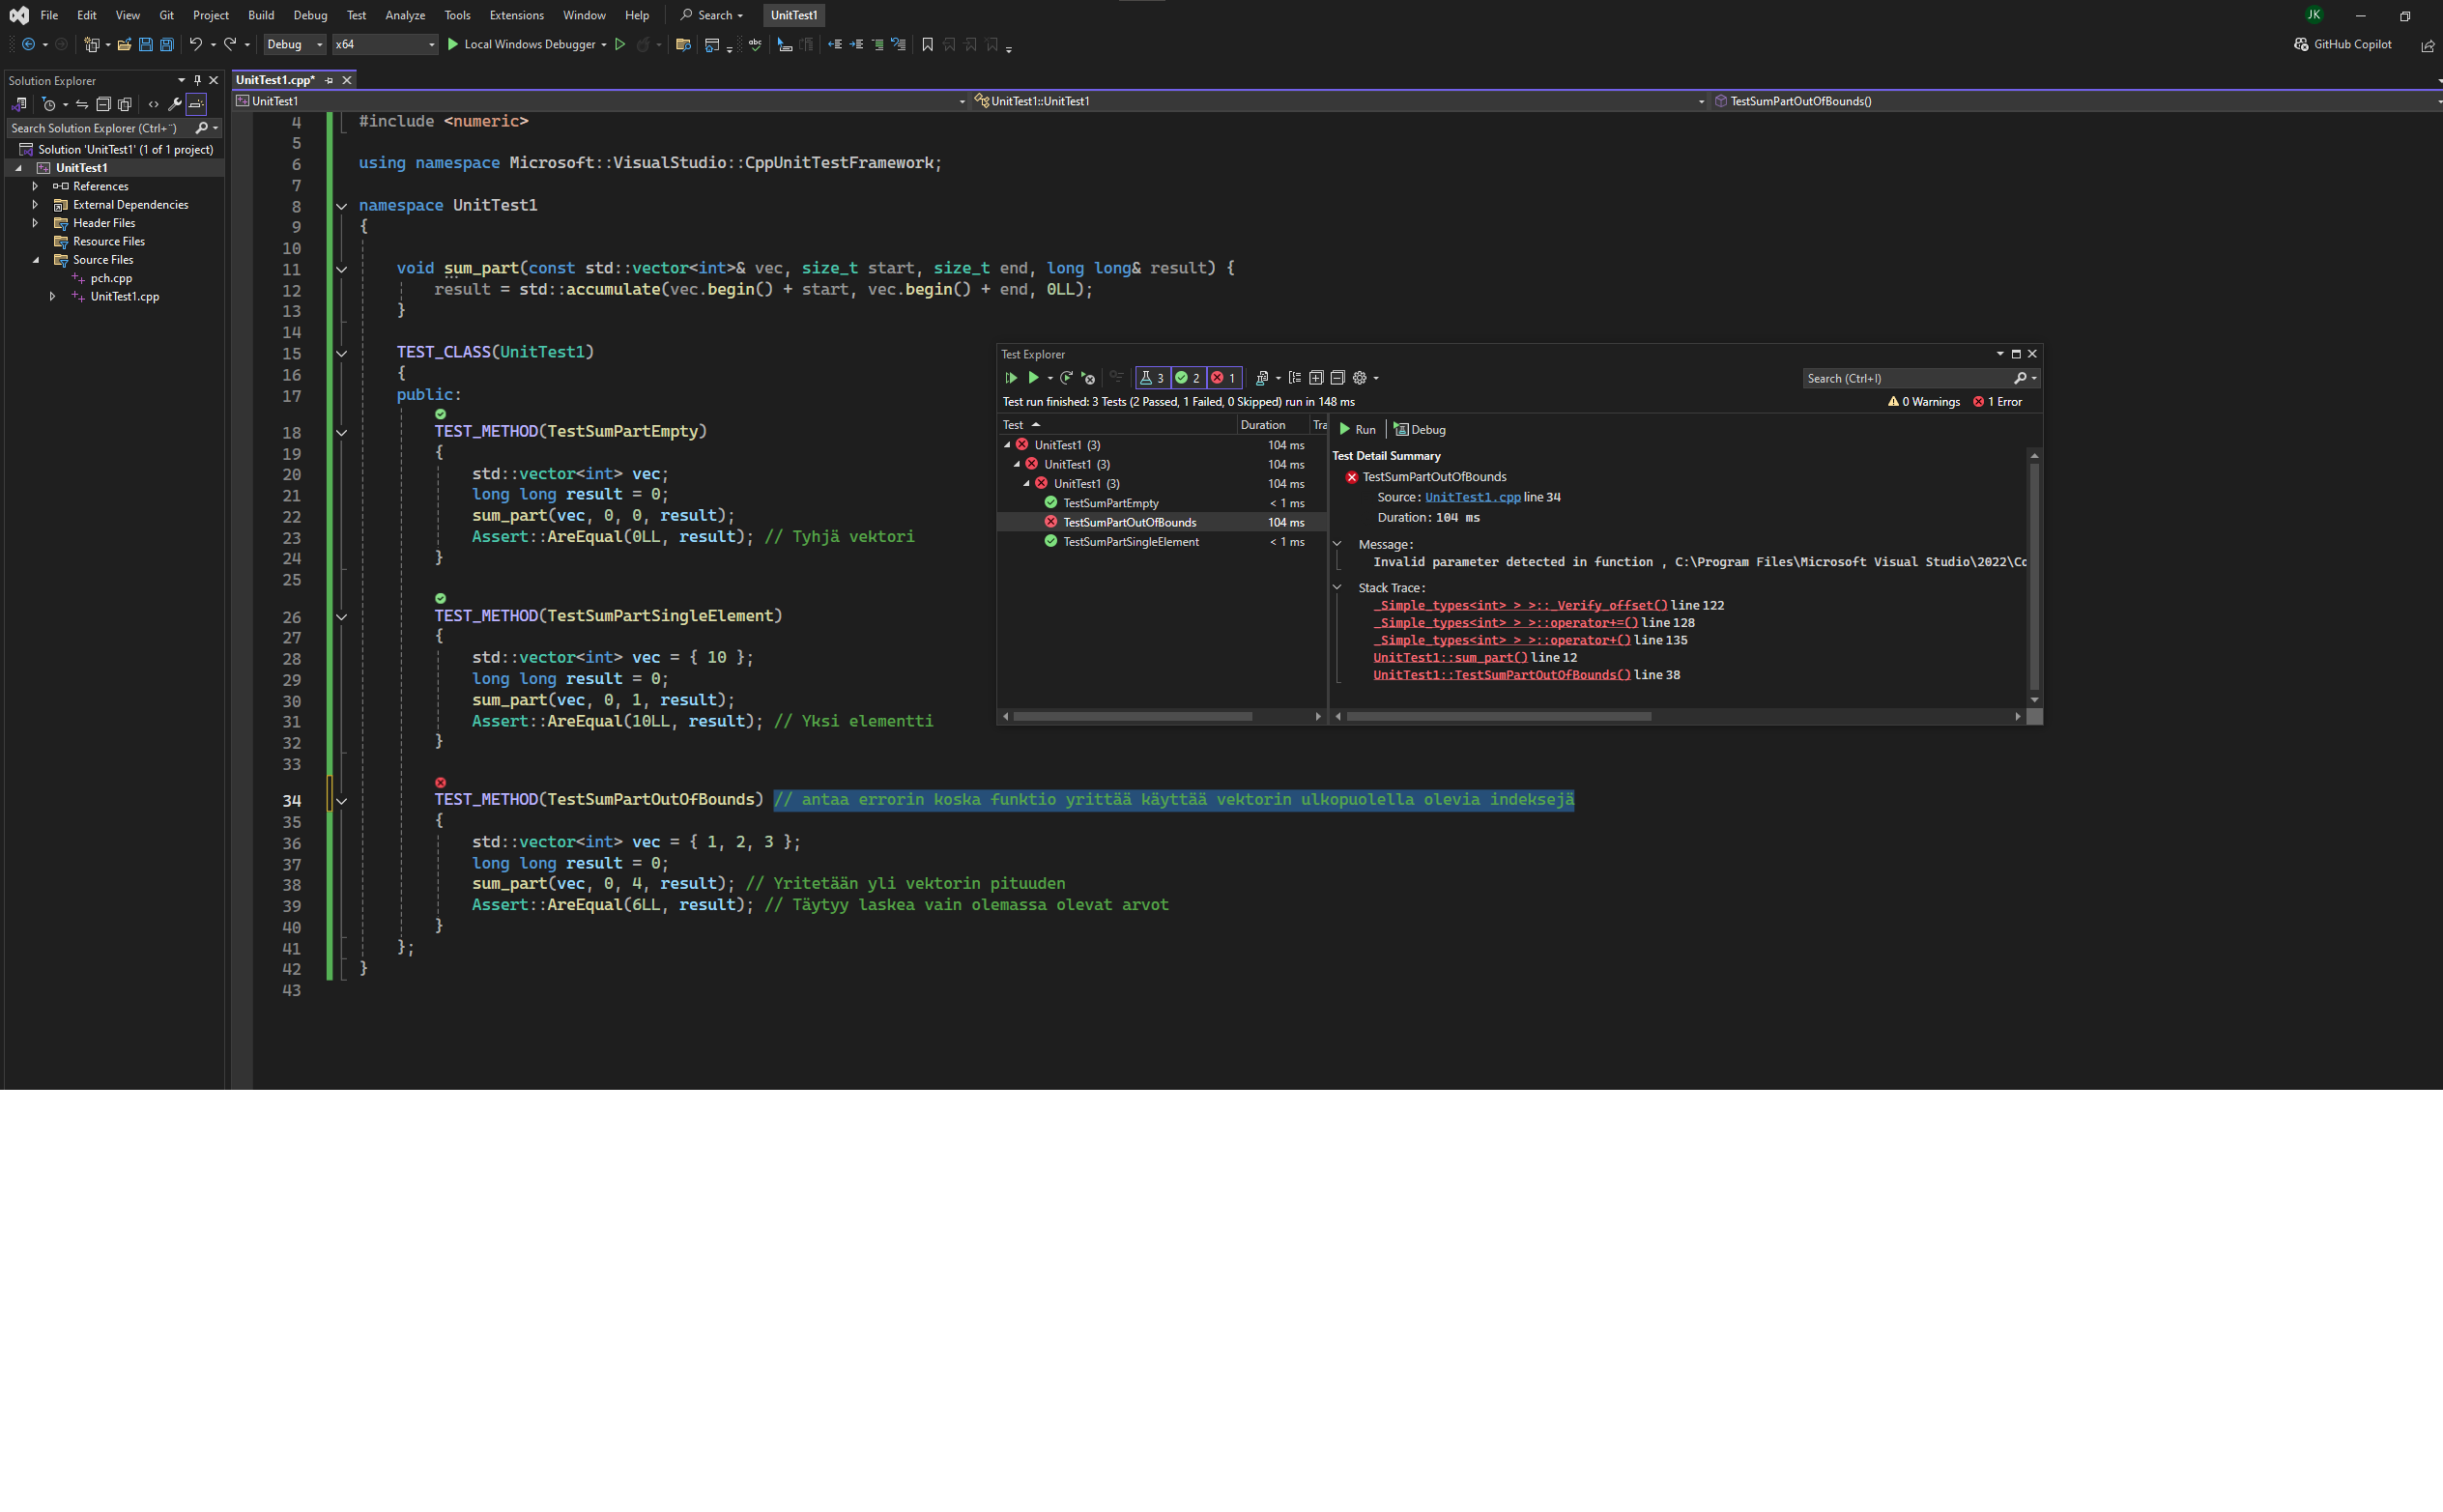 File Edit View Git Project Build Debug Test Analyze Tools Extensions Window Help Search UnitTest1 JK
Debug x64 Local Windows Debugger GitHub Copilot
Solution Explorer
Search Solution Explorer (Ctrl+¨)
Solution 'UnitTest1' (1 of 1 project)
UnitTest1
References
External Dependencies
Header Files
Resource Files
Source Files
pch.cpp
UnitTest1.cpp
UnitTest1.cpp*
UnitTest1 UnitTest1::UnitTest1 TestSumPartOutOfBounds()
4 #include <numeric>
5
6 using namespace Microsoft::VisualStudio::CppUnitTestFramework;
7
8 namespace UnitTest1
9 {
10
11 void sum_part(const std::vector<int>& vec, size_t start, size_t end, long long& result) {
12 result = std::accumulate(vec.begin() + start, vec.begin() + end, 0LL);
13 }
14
15 TEST_CLASS(UnitTest1)
16 {
17 public:
18 TEST_METHOD(TestSumPartEmpty)
19 {
20 std::vector<int> vec;
21 long long result = 0;
22 sum_part(vec, 0, 0, result);
23 Assert::AreEqual(0LL, result); // Tyhjä vektori
24 }
25
26 TEST_METHOD(TestSumPartSingleElement)
27 {
28 std::vector<int> vec = { 10 };
29 long long result = 0;
30 sum_part(vec, 0, 1, result);
31 Assert::AreEqual(10LL, result); // Yksi elementti
32 }
33
34 TEST_METHOD(TestSumPartOutOfBounds) // antaa errorin koska funktio yrittää käyttää vektorin ulkopuolella olevia indeksejä
35 {
36 std::vector<int> vec = { 1, 2, 3 };
37 long long result = 0;
38 sum_part(vec, 0, 4, result); // Yritetään yli vektorin pituuden
39 Assert::AreEqual(6LL, result); // Täytyy laskea vain olemassa olevat arvot
40 }
41 };
42 }
43
Test Explorer
3 2 1 Search (Ctrl+I)
Test run finished: 3 Tests (2 Passed, 1 Failed, 0 Skipped) run in 148 ms 0 Warnings 1 Error
Test Duration Tra
UnitTest1 (3) 104 ms
UnitTest1 (3) 104 ms
UnitTest1 (3) 104 ms
TestSumPartEmpty < 1 ms
TestSumPartOutOfBounds 104 ms
TestSumPartSingleElement < 1 ms
Run Debug
Test Detail Summary
TestSumPartOutOfBounds
Source: UnitTest1.cpp line 34
Duration: 104 ms
Message:
Invalid parameter detected in function , C:\Program Files\Microsoft Visual Studio\2022\Co
Stack Trace:
_Simple_types<int> > >::_Verify_offset() line 122
_Simple_types<int> > >::operator+=() line 128
_Simple_types<int> > >::operator+() line 135
UnitTest1::sum_part() line 12
UnitTest1::TestSumPartOutOfBounds() line 38